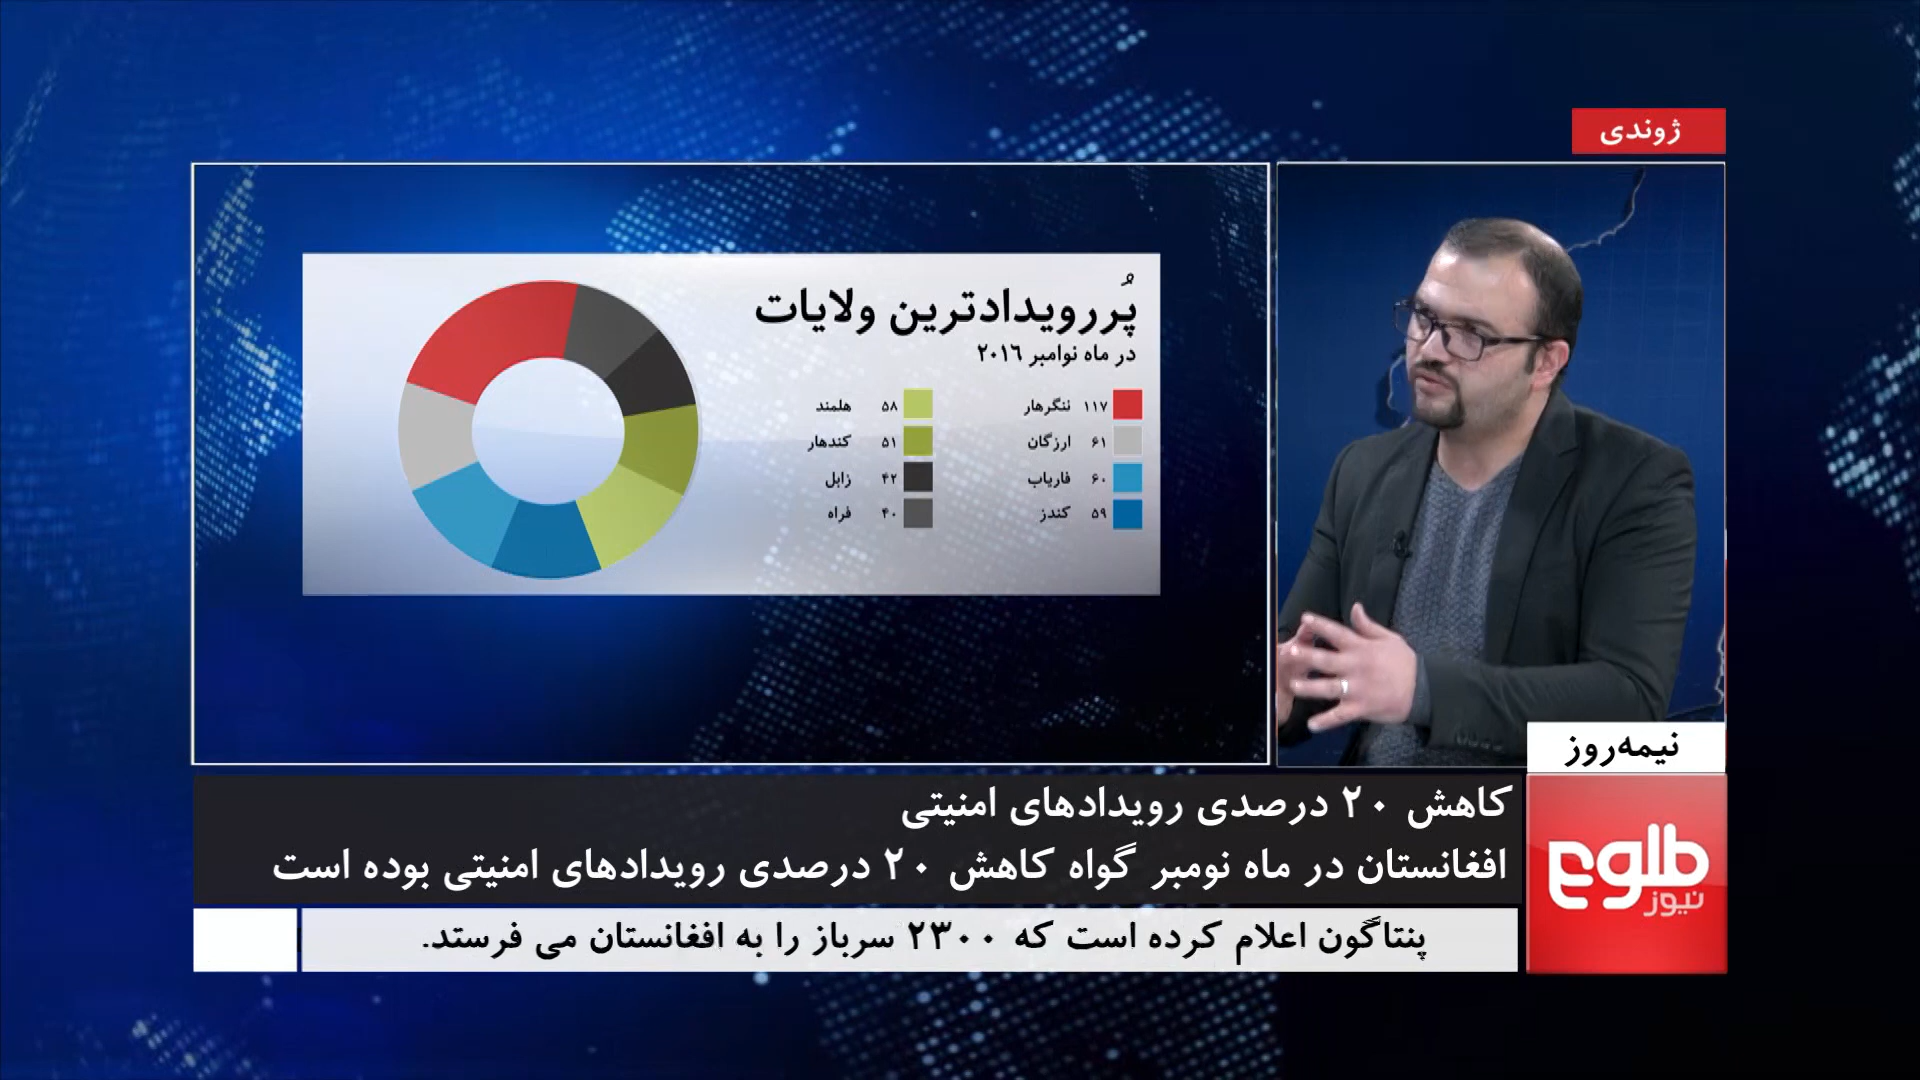 ژوندی
پُررویدادترین ولایات
در ماه نوامبر ۲۰۱۶
۱۱۷ ننگرهار
۶۱ ارزگان
۶۰ فاریاب
۵۹ کندز
۵۸ هلمند
۵۱ کندهار
۴۲ زابل
۴۰ فراه
نیمه‌روز
کاهش ۲۰ درصدی رویدادهای امنیتی
افغانستان در ماه نومبر گواه کاهش ۲۰ درصدی رویدادهای امنیتی بوده است
طلوع
نیوز
پنتاگون اعلام کرده است که ۲۳۰۰ سرباز را به افغانستان می فرستد.